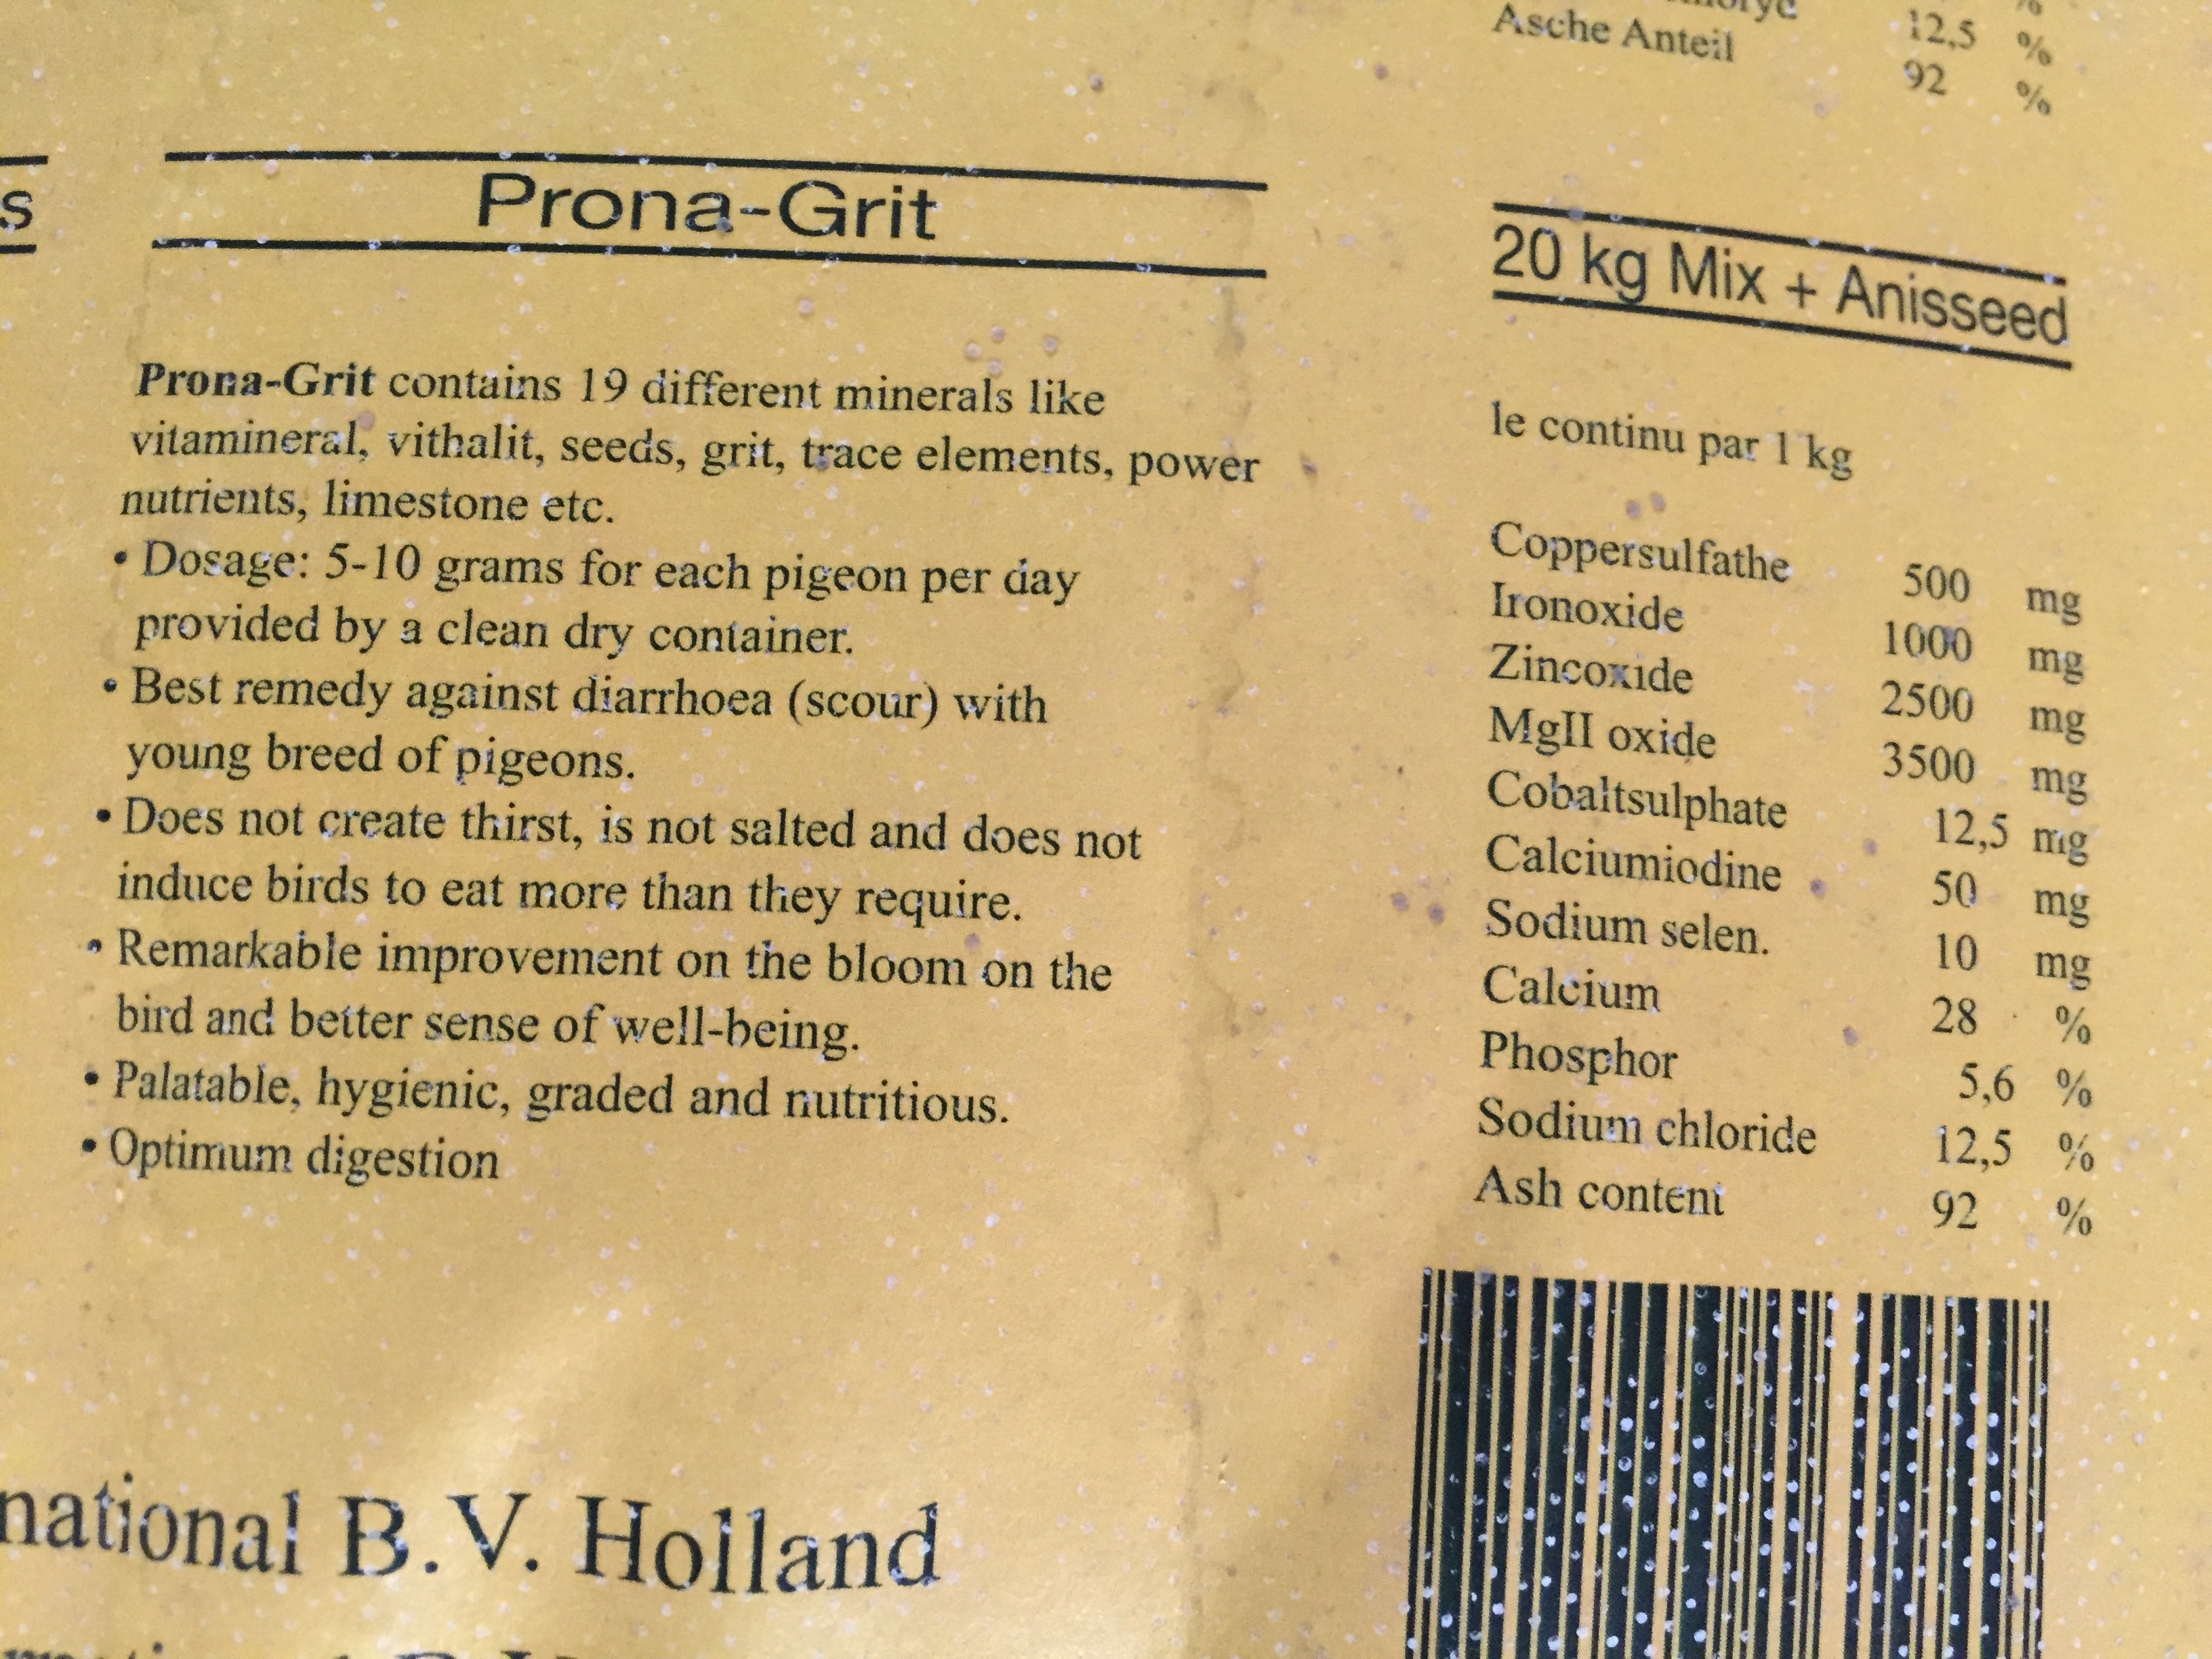 Asche Anteil 12,5 %
92 %
s
Prona-Grit
Prona-Grit contains 19 different minerals like
vitamineral, vithalit, seeds, grit, trace elements, power
nutrients, limestone etc.
• Dosage: 5-10 grams for each pigeon per day
provided by a clean dry container.
• Best remedy against diarrhoea (scour) with
young breed of pigeons.
• Does not create thirst, is not salted and does not
induce birds to eat more than they require.
• Remarkable improvement on the bloom on the
bird and better sense of well-being.
• Palatable, hygienic, graded and nutritious.
• Optimum digestion
national B.V. Holland
20 kg Mix + Anisseed
le continu par 1 kg
Coppersulfathe 500 mg
Ironoxide 1000 mg
Zincoxide 2500 mg
MgII oxide 3500 mg
Cobaltsulphate 12,5 mg
Calciumiodine 50 mg
Sodium selen. 10 mg
Calcium 28 %
Phosphor 5,6 %
Sodium chloride 12,5 %
Ash content 92 %